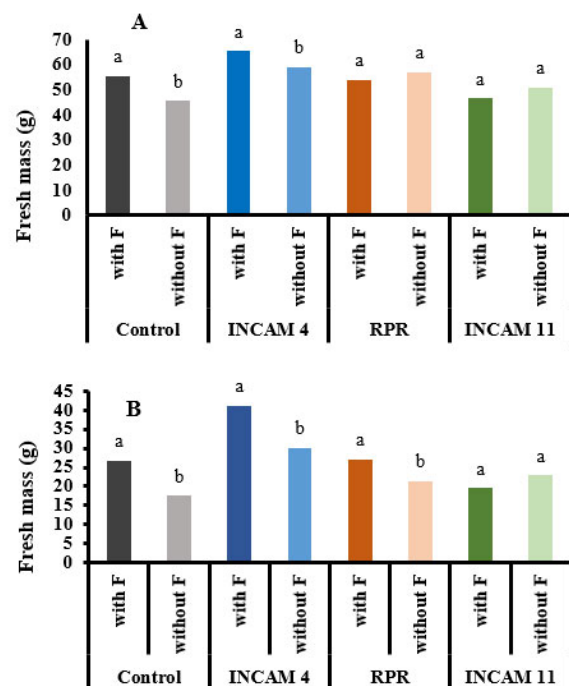 A
Fresh mass (g)
70
60
50
40
30
20
10
0
a
b
a
b
a
a
a
a
with F
without F
with F
without F
with F
without F
with F
without F
Control
INCAM 4
RPR
INCAM 11
B
Fresh mass (g)
45
40
35
30
25
20
15
10
5
0
a
b
a
b
a
b
a
a
with F
without F
with F
without F
with F
without F
with F
without F
Control
INCAM 4
RPR
INCAM 11